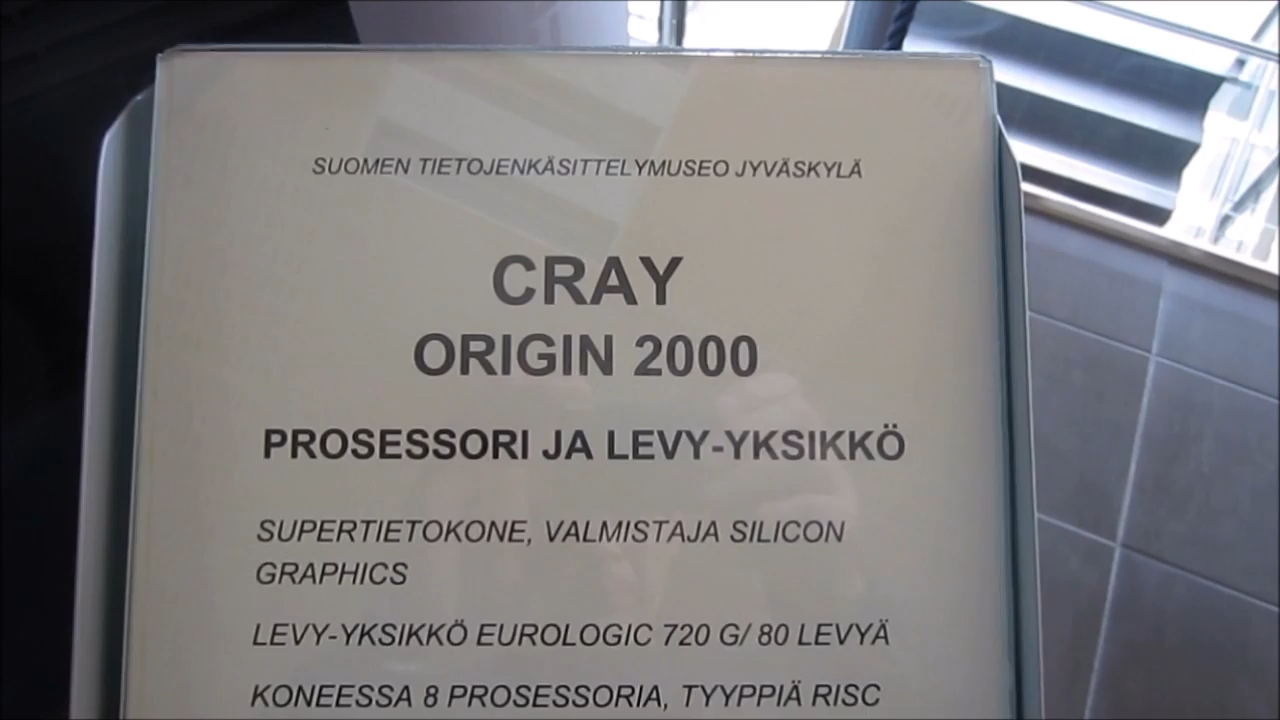 SUOMEN TIETOJENKÄSITTELYMUSEO JYVÄSKYLÄ
CRAY
ORIGIN 2000
PROSESSORI JA LEVY-YKSIKKÖ
SUPERTIETOKONE, VALMISTAJA SILICON
GRAPHICS
LEVY-YKSIKKÖ EUROLOGIC 720 G/ 80 LEVYÄ
KONEESSA 8 PROSESSORIA, TYYPPIÄ RISC